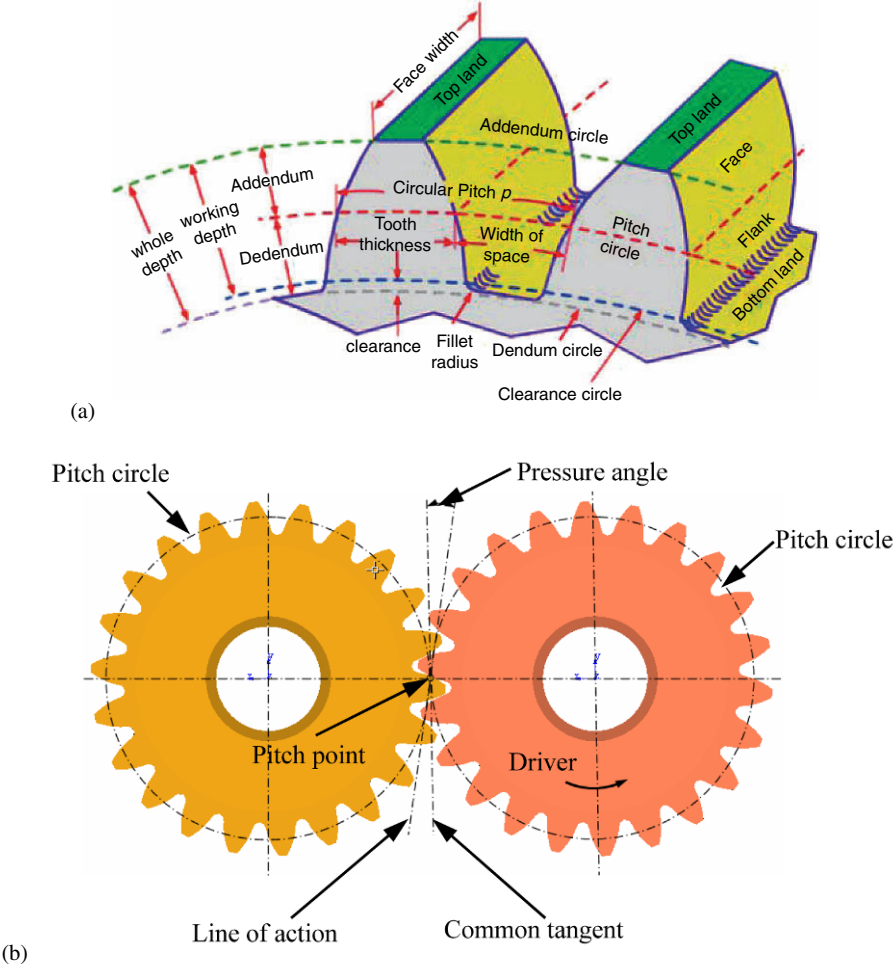 Face width
Top land
Top land
Addendum circle
Face
Addendum
Circular Pitch p
working
depth
whole
depth
Tooth
thickness
Width of
space
Pitch
circle
Flank
Dedendum
Bottom land
clearance
Fillet
radius
Dendum circle
Clearance circle
(a)
Pitch circle
Pressure angle
Pitch circle
Pitch point
Driver
Line of action
Common tangent
(b)